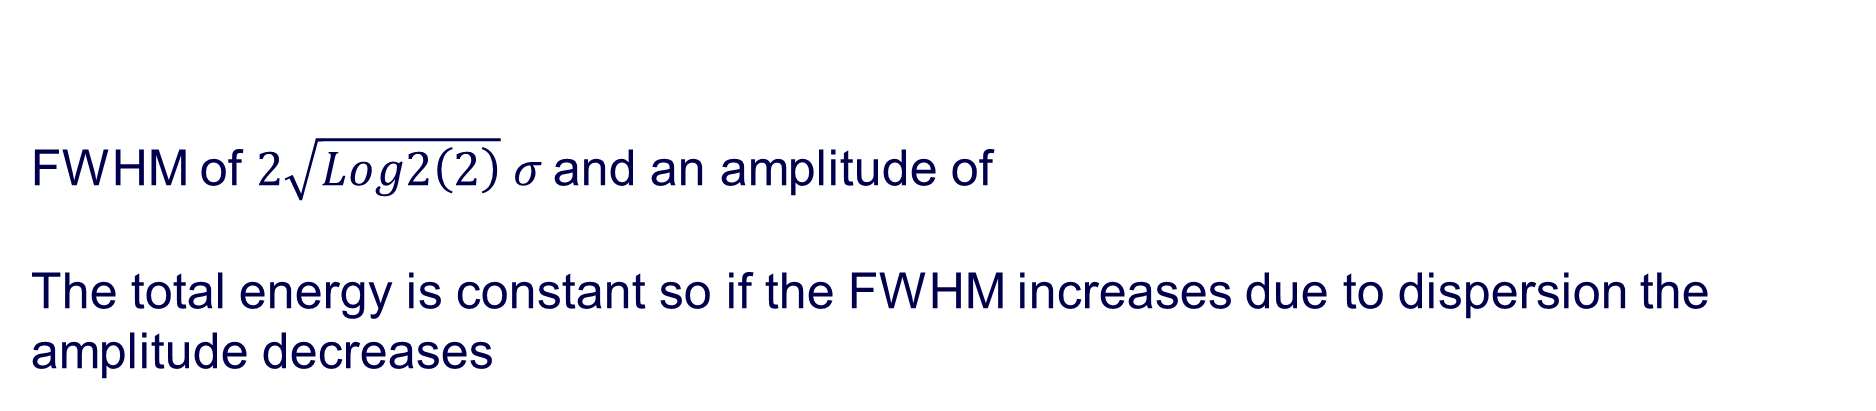 FWHM of 2√Log2(2) σ and an amplitude of
The total energy is constant so if the FWHM increases due to dispersion the
amplitude decreases